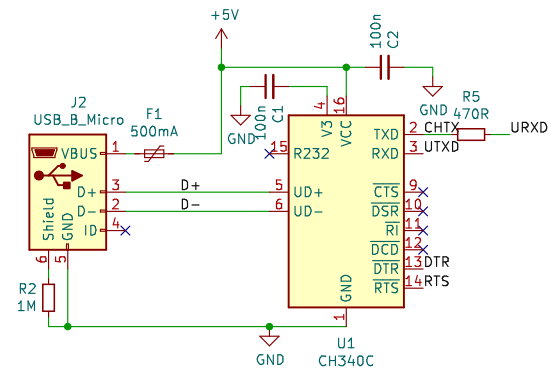 +5V
100n
C2
GND
J2
USB_B_Micro
F1
500mA
GND
100n
C1
4
V3
16
VCC
R5
470R
VBUS 1
15 R232
TXD 2 CHTX
URXD
RXD 3 UTXD
D+ 3
D+
5 UD+
CTS 9
D- 2
D-
6 UD-
DSR 10
ID 4
RI 11
Shield
GND
DCD 12
DTR 13 DTR
RTS 14 RTS
6
5
R2
1M
GND
1
GND
U1
CH340C